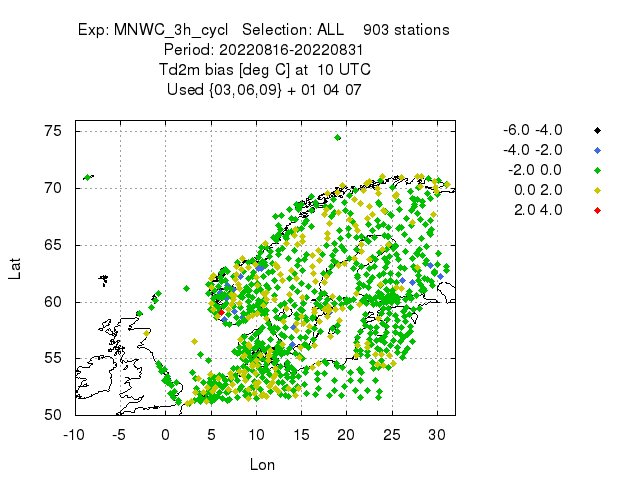 Exp: MNWC_3h_cycl   Selection: ALL    903 stations
Period: 20220816-20220831
Td2m bias [deg C] at  10 UTC
Used {03,06,09} + 01 04 07
-6.0 -4.0
-4.0 -2.0
-2.0 0.0
0.0 2.0
2.0 4.0
75
70
65
60
55
50
Lat
-10 -5 0 5 10 15 20 25 30
Lon